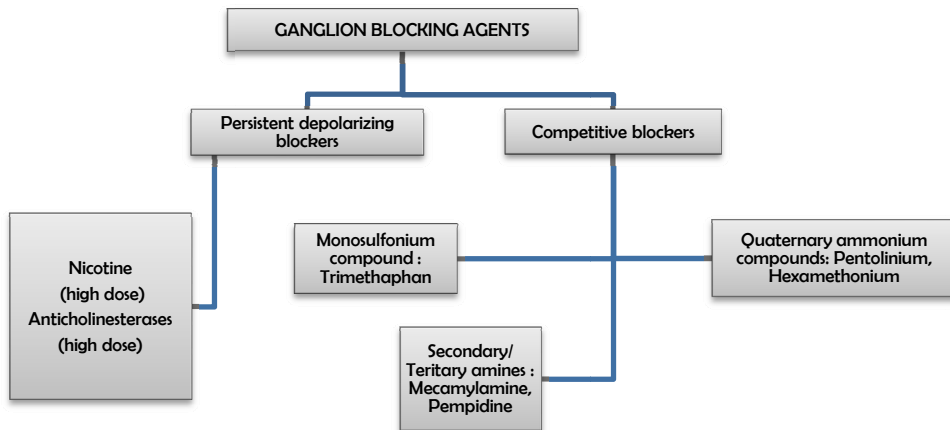 GANGLION BLOCKING AGENTS
Persistent depolarizing
blockers
Competitive blockers
Nicotine
(high dose)
Anticholinesterases
(high dose)
Monosulfonium
compound :
Trimethaphan
Quaternary ammonium
compounds: Pentolinium,
Hexamethonium
Secondary/
Teritary amines :
Mecamylamine,
Pempidine